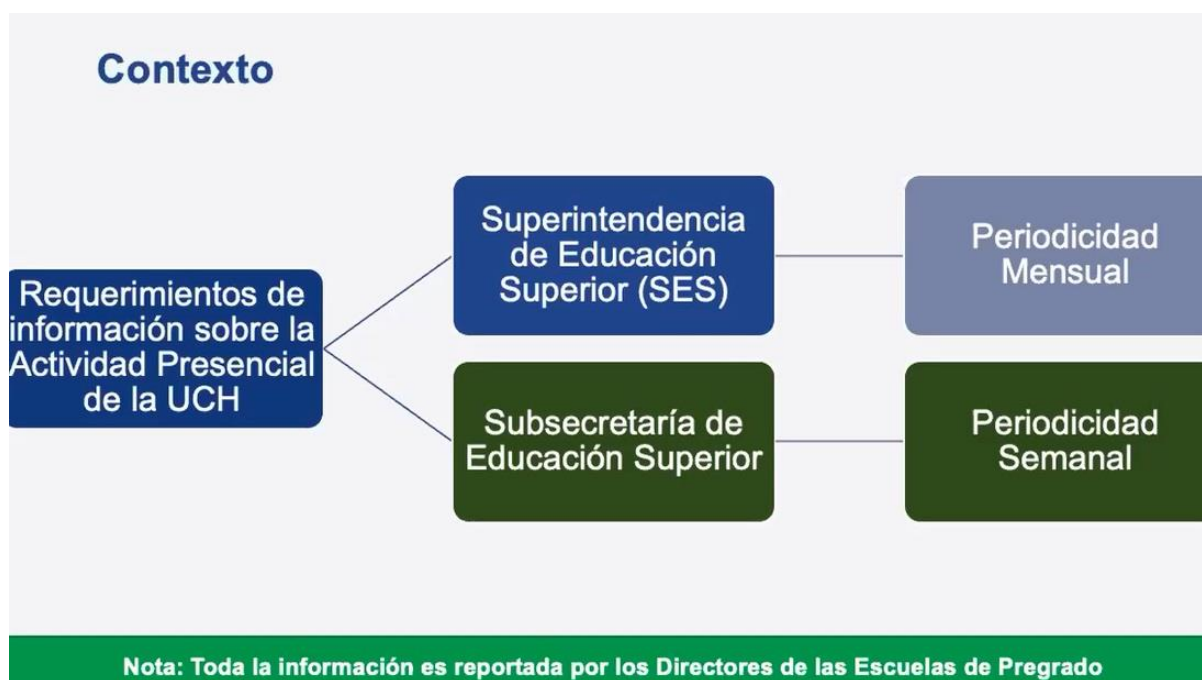 Contexto
Requerimientos de
información sobre la
Actividad Presencial
de la UCH
Superintendencia
de Educación
Superior (SES)
Periodicidad
Mensual
Subsecretaría de
Educación Superior
Periodicidad
Semanal
Nota: Toda la información es reportada por los Directores de las Escuelas de Pregrado